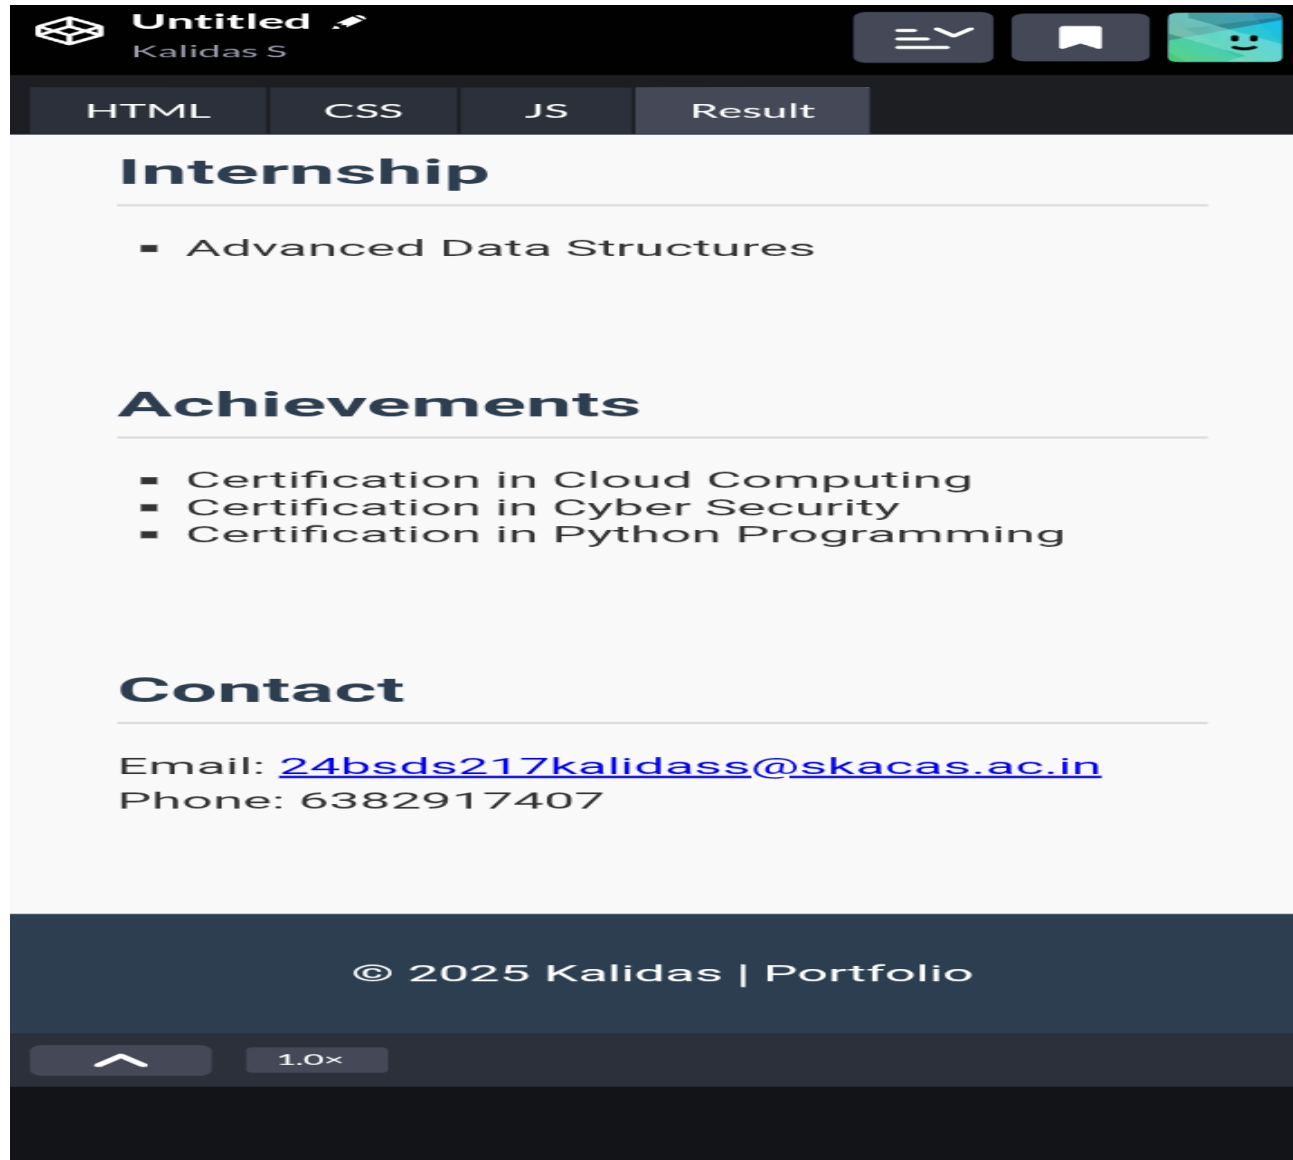 Untitled
Kalidas S
HTML CSS JS Result
Internship
▪ Advanced Data Structures
Achievements
▪ Certification in Cloud Computing
▪ Certification in Cyber Security
▪ Certification in Python Programming
Contact
Email: 24bsds217kalidass@skacas.ac.in
Phone: 6382917407
© 2025 Kalidas | Portfolio
1.0×